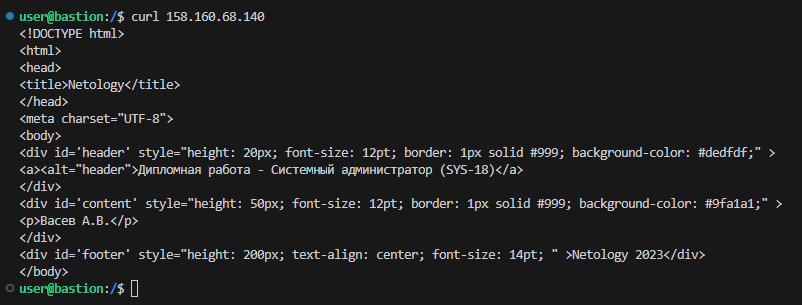 user@bastion:/$ curl 158.160.68.140
<!DOCTYPE html>
<html>
<head>
<title>Netology</title>
</head>
<meta charset="UTF-8">
<body>
<div id='header' style="height: 20px; font-size: 12pt; border: 1px solid #999; background-color: #dedfdf;" >
<a><alt="header">Дипломная работа - Системный администратор (SYS-18)</a>
</div>
<div id='content' style="height: 50px; font-size: 12pt; border: 1px solid #999; background-color: #9fa1a1;" >
<p>Васев А.В.</p>
</div>
<div id='footer' style="height: 200px; text-align: center; font-size: 14pt; " >Netology 2023</div>
</body>
user@bastion:/$